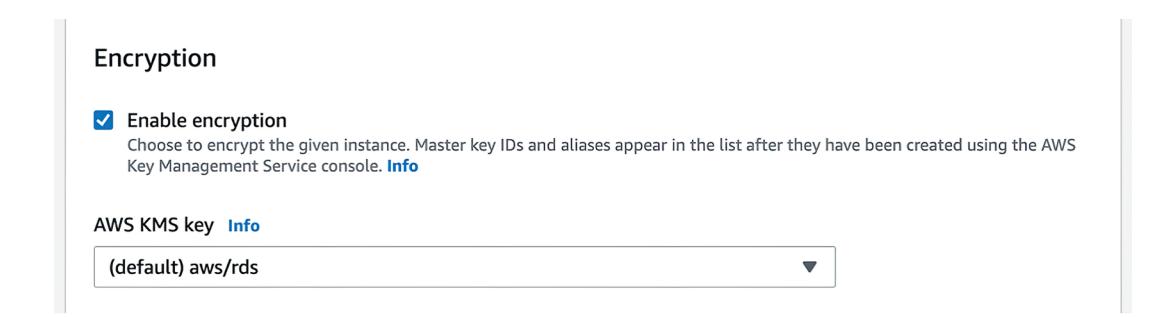 Encryption
Enable encryption
Choose to encrypt the given instance. Master key IDs and aliases appear in the list after they have been created using the AWS
Key Management Service console. Info
AWS KMS key Info
(default) aws/rds